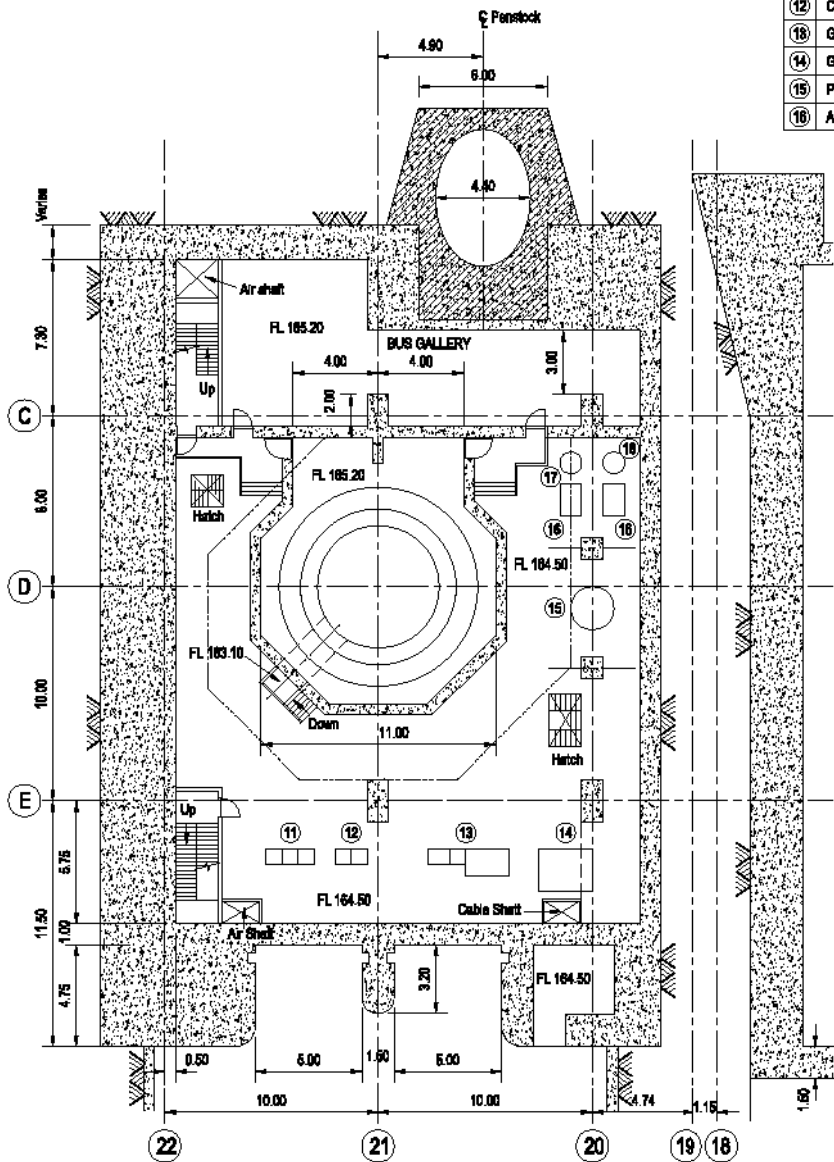 12 C
13 G
14 G
15 P
16 A
℄ Penstock
4.90
6.00
4.40
Varies
Air shaft
FL 165.20
BUS GALLERY
7.30
4.00
4.00
3.00
2.00
Up
C
FL 165.20
17
18
Hatch
16
16
8.00
FL 164.50
D
15
FL 163.10
Down
10.00
11.00
Hatch
E
Up
11
12
13
14
5.75
FL 164.50
Cable Shaft
Air Shaft
11.50
1.00
4.75
3.20
FL 164.50
0.50
5.00
1.50
5.00
10.00
10.00
4.74
1.15
1.50
22
21
20
19
18